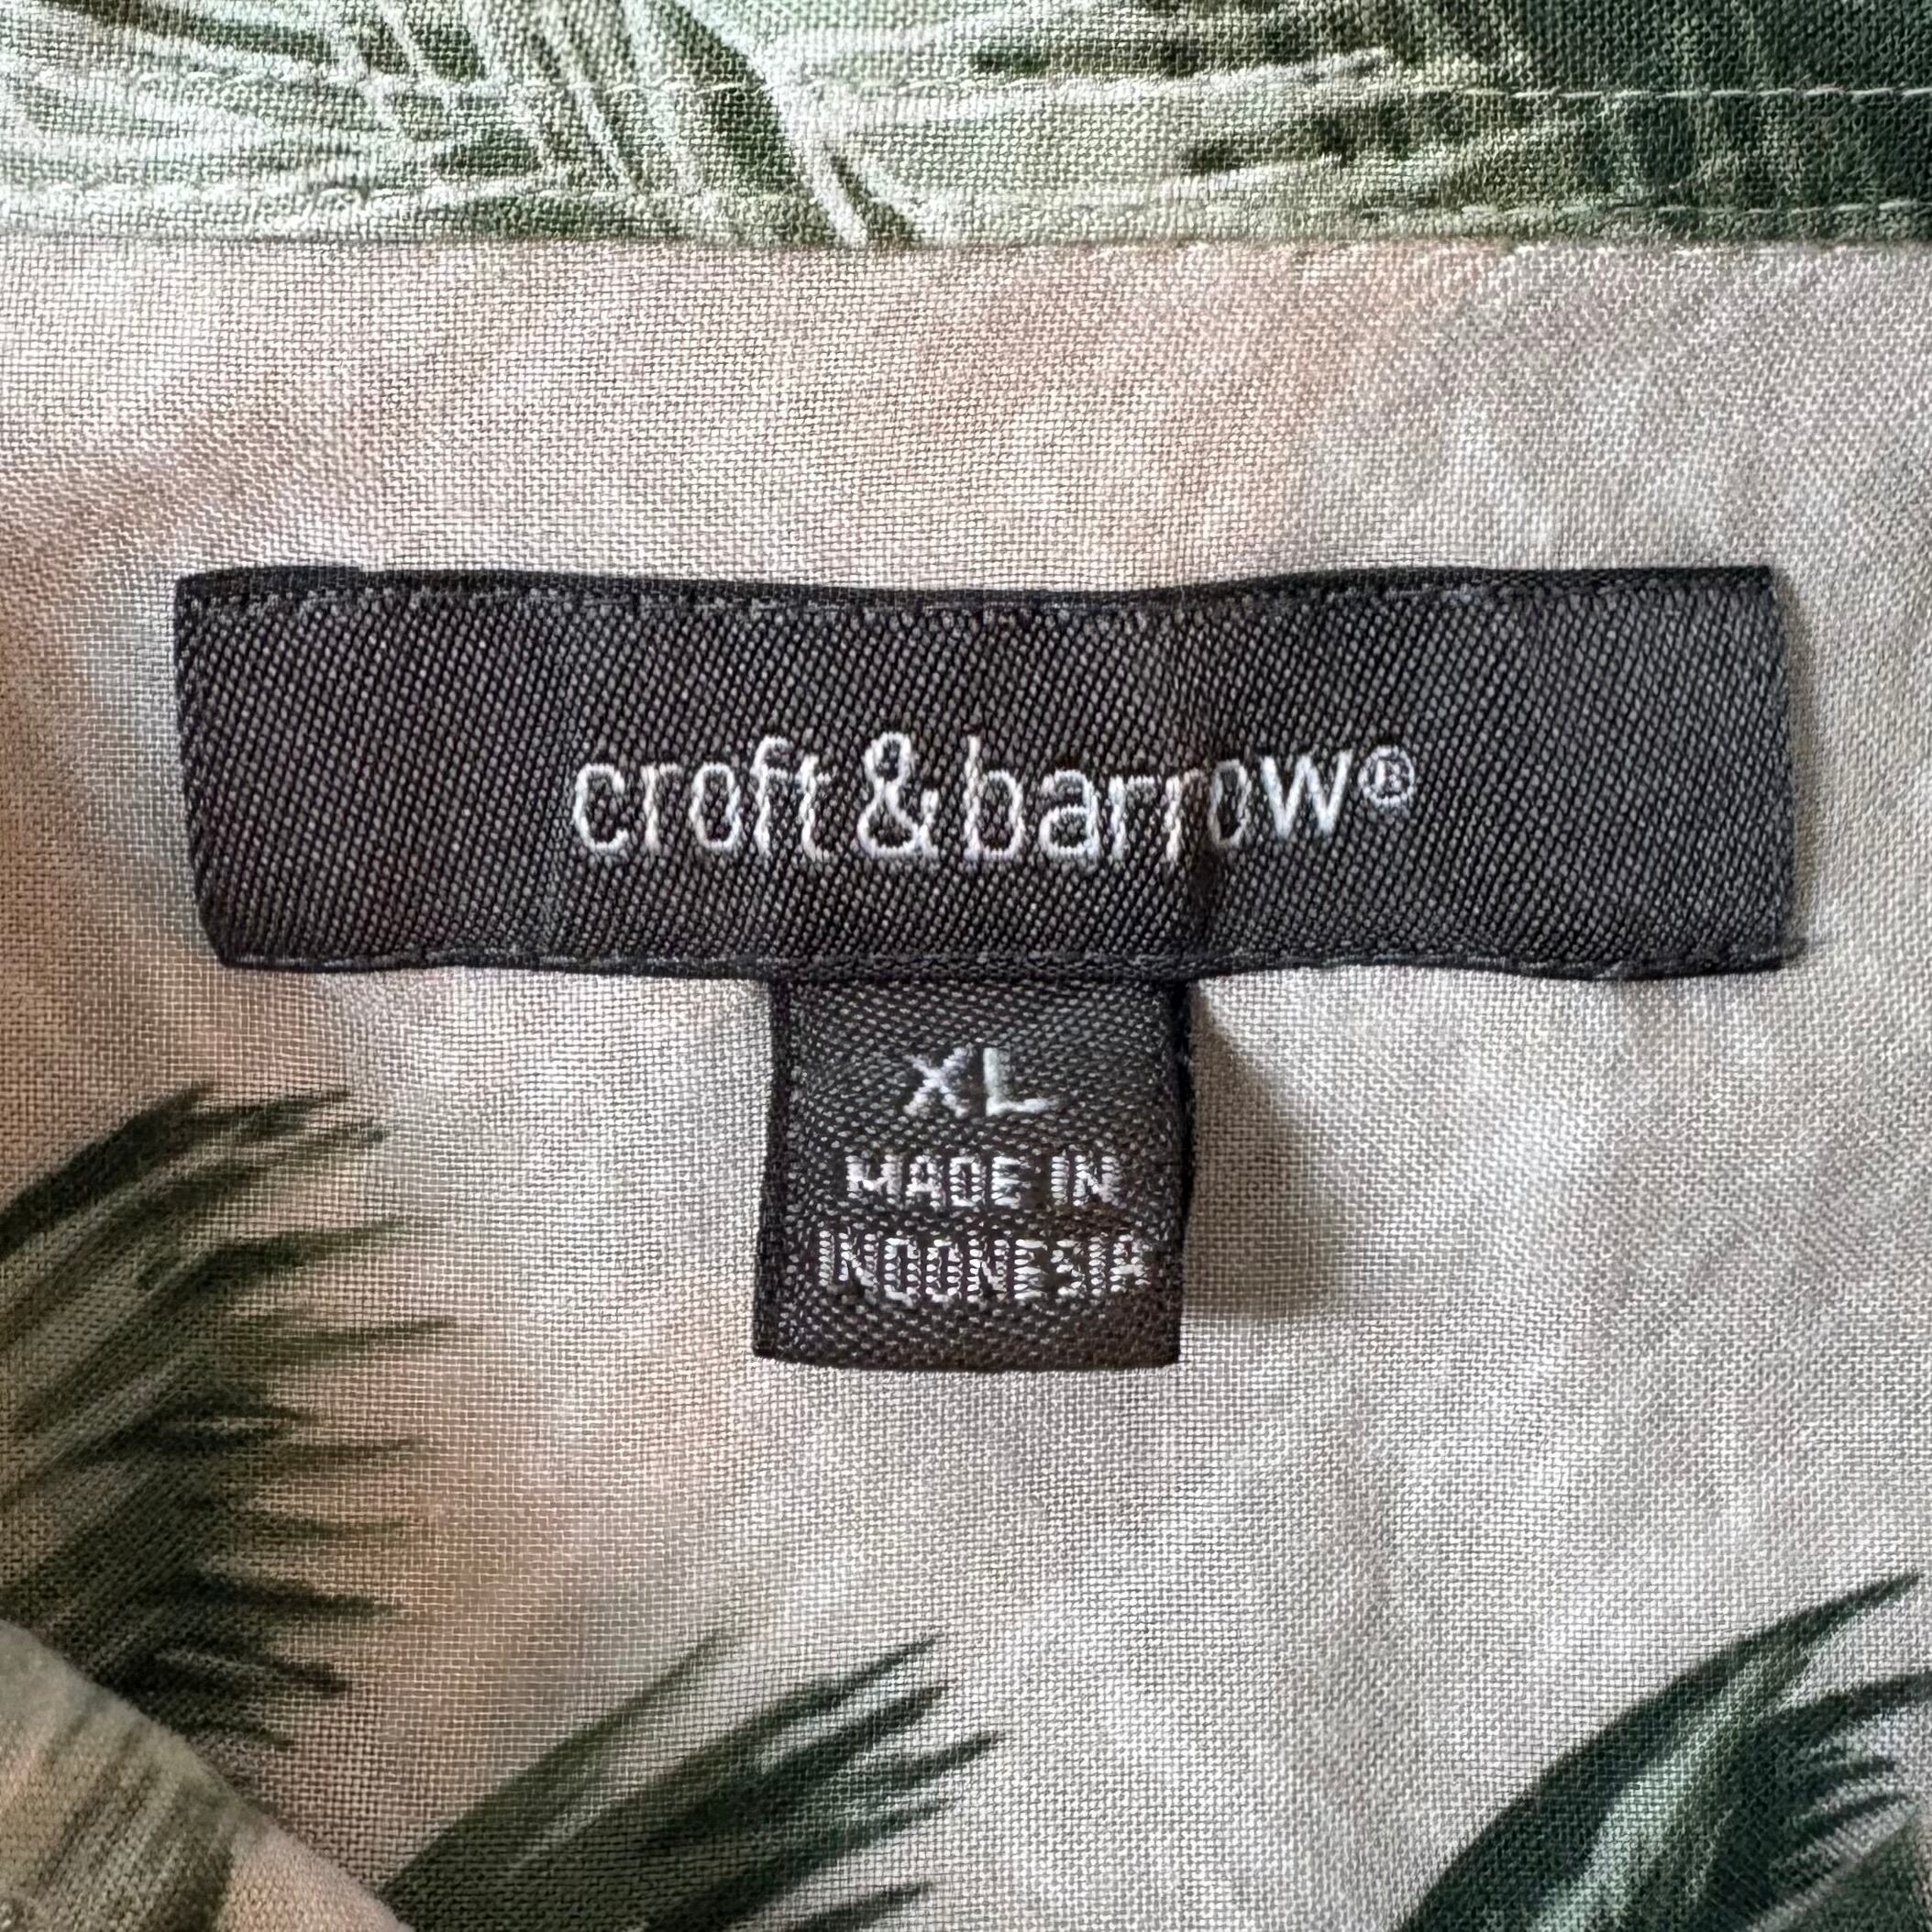 croft & barrow®
XL
MADE IN
INDONESIA